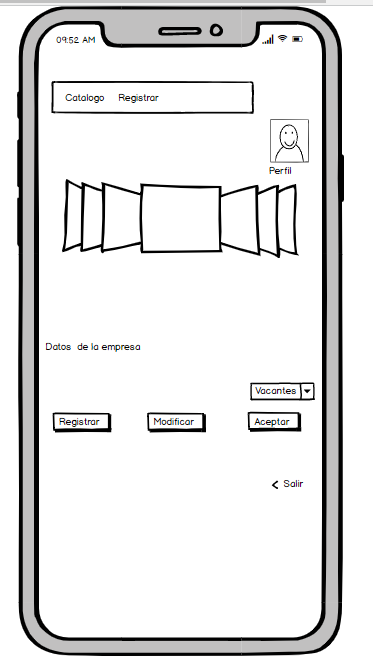 09:52 AM
Catalogo Registrar
Perfil
Datos de la empresa
Vacantes
Registrar Modificar Aceptar
Salir